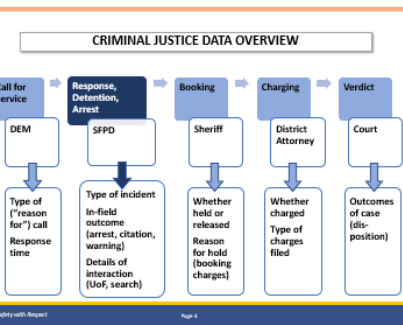 CRIMINAL JUSTICE DATA OVERVIEW
Call for
Service
Response,
Detention,
Arrest
Booking
Charging
Verdict
DEM
SFPD
Sheriff
District
Attorney
Court
Type of
("reason
for") call
Response
time
Type of incident
In-field
outcome
(arrest, citation,
warning)
Details of
interaction
(UoF, search)
Whether
held or
released
Reason
for hold
(booking
charges)
Whether
charged
Type of
charges
filed
Outcomes
of case
(dis-
position)
Safety with Respect
Page 4